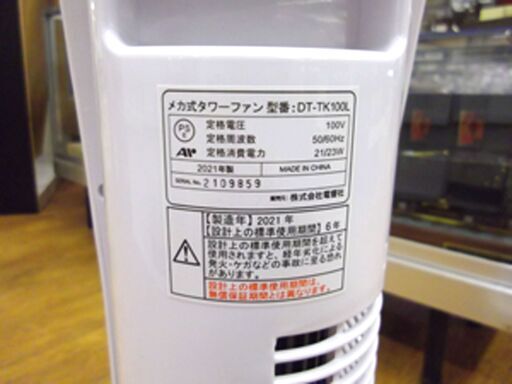 メカ式タワーファン 型番:DT-TK100L
定格電圧 100V
定格周波数 50/60Hz
定格消費電力 21/23W
2021年製 MADE IN CHINA
SERIAL No. 2109859
発売元: 株式会社電響社
【製造年】2021年
【設計上の標準使用期間】6年
設計上の標準使用期間を超えて
使用されますと、経年劣化による
発火・ケガなどの事故に至る恐れ
があります。
設計上の標準使用期間は、
無償保証期間とは異なります。